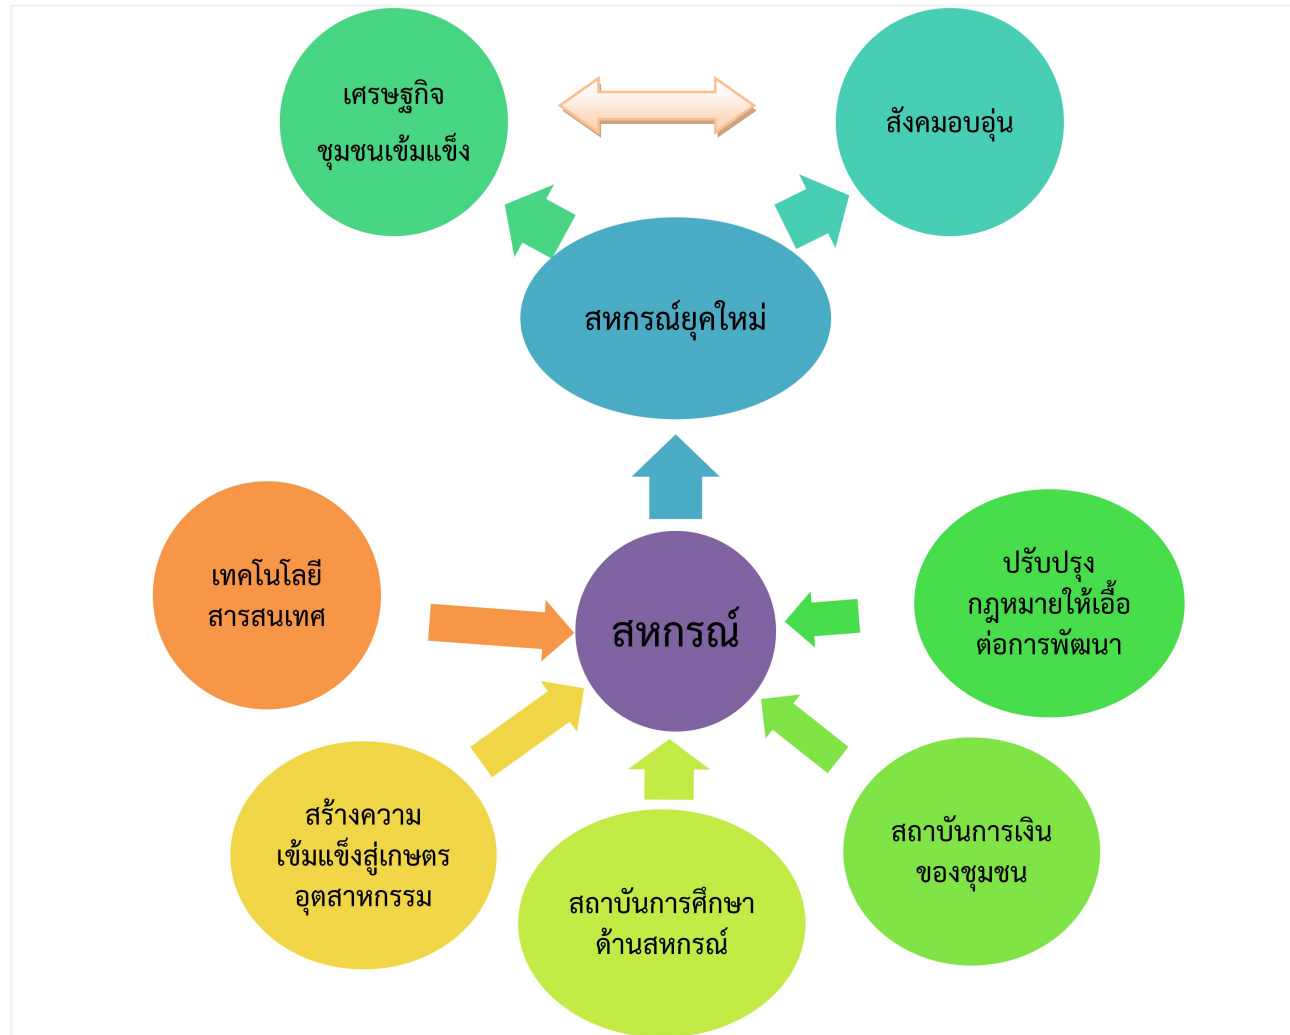 เศรษฐกิจ
ชุมชนเข้มแข็ง
สังคมอบอุ่น
สหกรณ์ยุคใหม่
เทคโนโลยี
สารสนเทศ
สหกรณ์
ปรับปรุง
กฎหมายให้เอื้อ
ต่อการพัฒนา
สร้างความ
เข้มแข็งสู่เกษตร
อุตสาหกรรม
สถาบันการศึกษา
ด้านสหกรณ์
สถาบันการเงิน
ของชุมชน